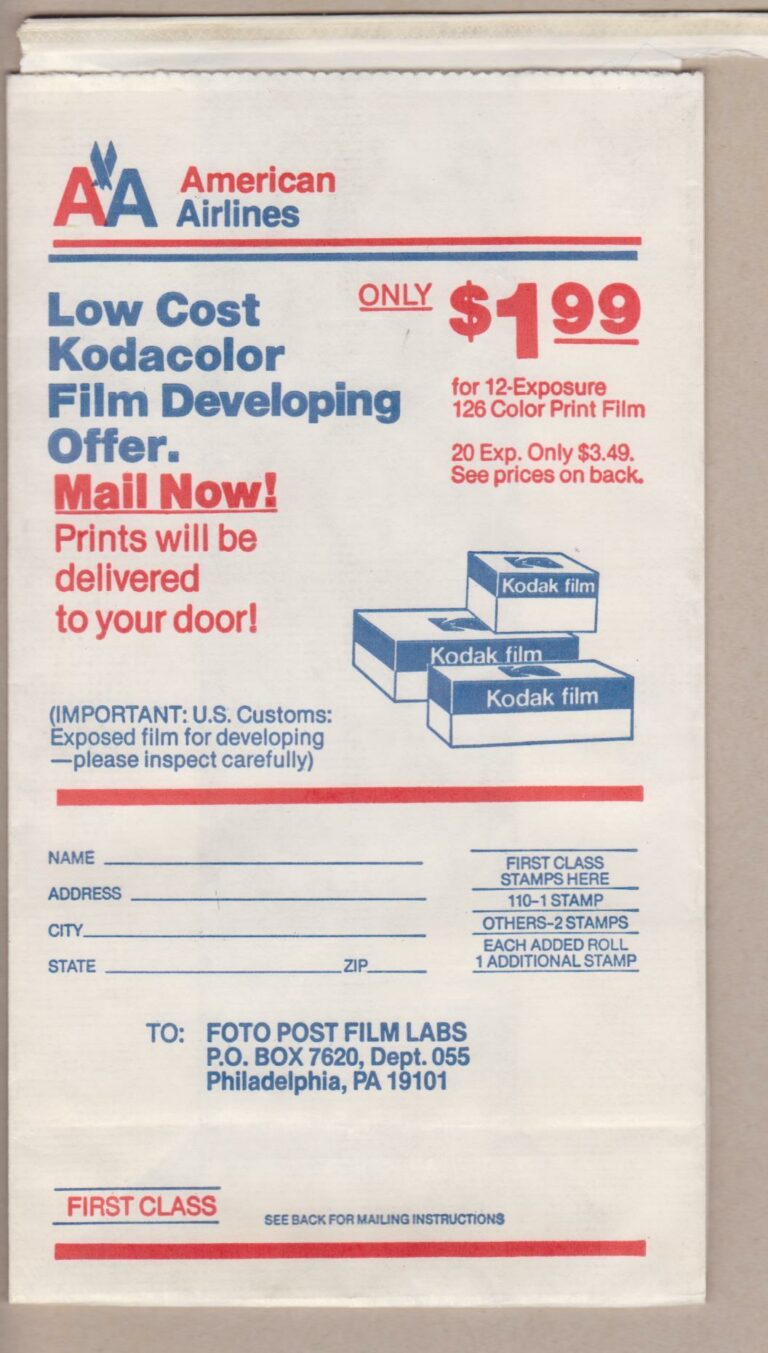 AA American
Airlines
Low Cost
Kodacolor
Film Developing
Offer.
Mail Now!
Prints will be
delivered
to your door!
ONLY $1 99
for 12-Exposure
126 Color Print Film
20 Exp. Only $3.49.
See prices on back.
Kodak film
Kodak film
Kodak film
(IMPORTANT: U.S. Customs:
Exposed film for developing
—please inspect carefully)
NAME
ADDRESS
CITY
STATE ZIP
FIRST CLASS
STAMPS HERE
110-1 STAMP
OTHERS-2 STAMPS
EACH ADDED ROLL
1 ADDITIONAL STAMP
TO: FOTO POST FILM LABS
P.O. BOX 7620, Dept. 055
Philadelphia, PA 19101
FIRST CLASS
SEE BACK FOR MAILING INSTRUCTIONS